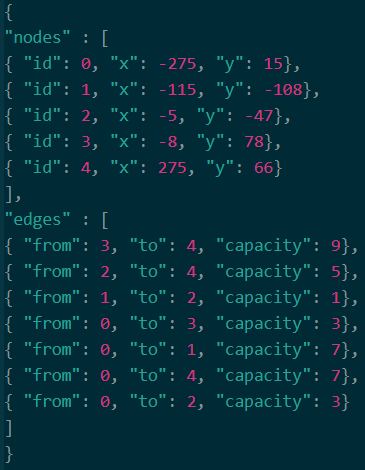 {
"nodes" : [
{ "id": 0, "x": -275, "y": 15},
{ "id": 1, "x": -115, "y": -108},
{ "id": 2, "x": -5, "y": -47},
{ "id": 3, "x": -8, "y": 78},
{ "id": 4, "x": 275, "y": 66}
],
"edges" : [
{ "from": 3, "to": 4, "capacity": 9},
{ "from": 2, "to": 4, "capacity": 5},
{ "from": 1, "to": 2, "capacity": 1},
{ "from": 0, "to": 3, "capacity": 3},
{ "from": 0, "to": 1, "capacity": 7},
{ "from": 0, "to": 4, "capacity": 7},
{ "from": 0, "to": 2, "capacity": 3}
]
}